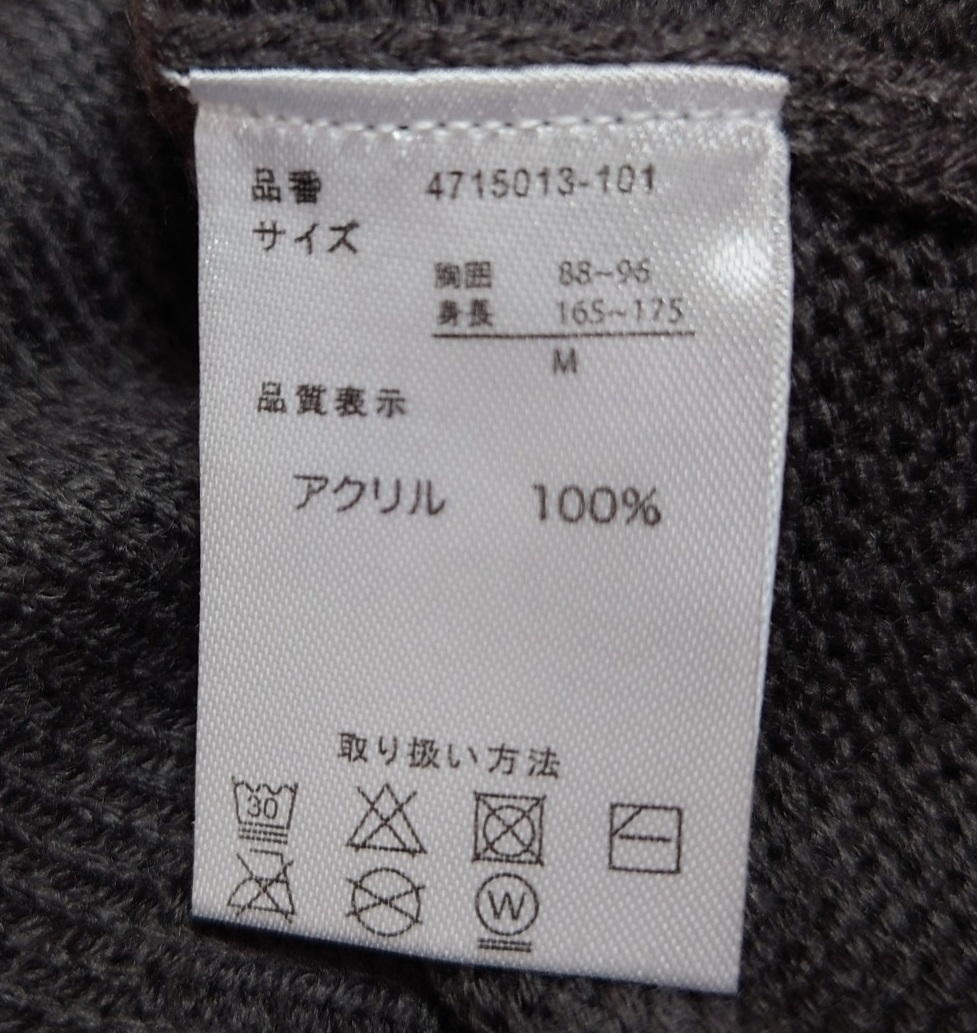 品番 4715013-101
サイズ
胸囲 88~96
身長 165~175
M
品質表示
アクリル 100%
取り扱い方法
30
W